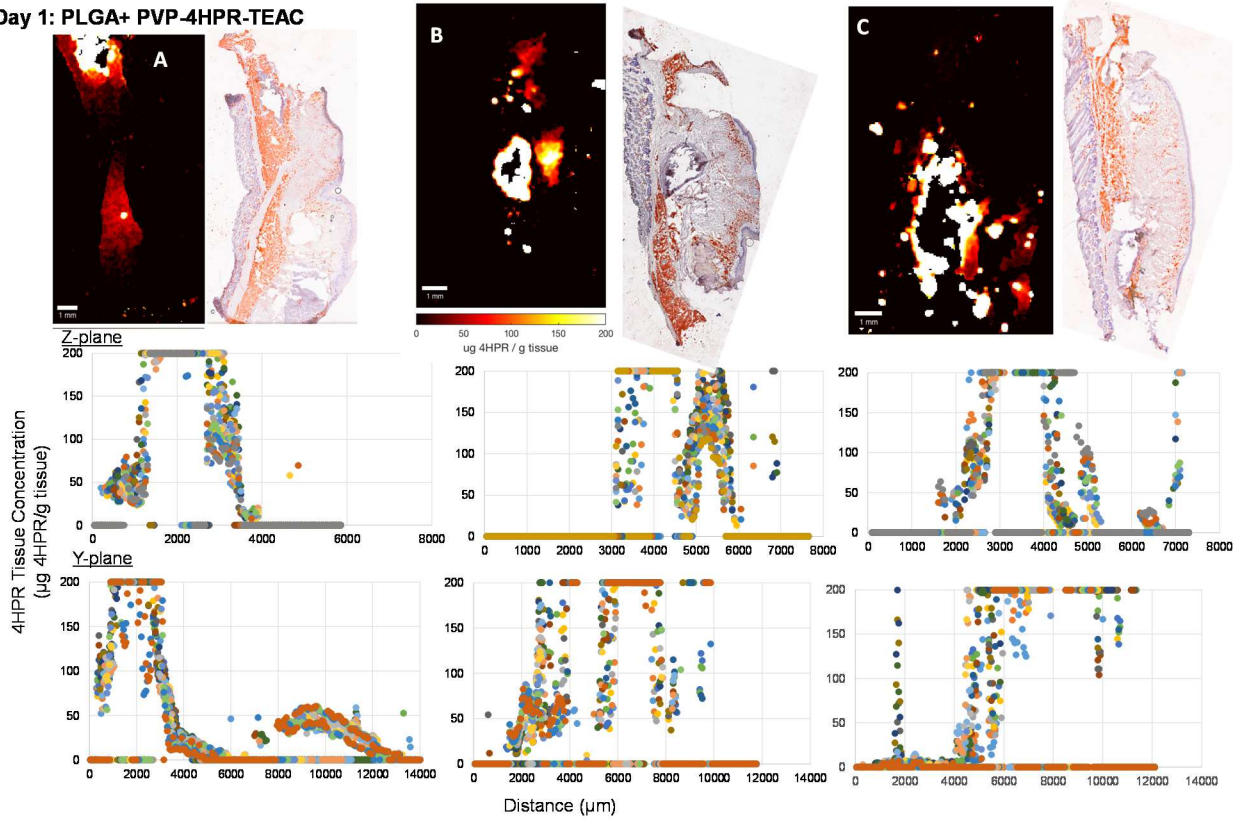 Day 1: PLGA+ PVP-4HPR-TEAC
A
B
C
1 mm
1 mm
1 mm
0 50 100 150 200
ug 4HPR / g tissue
Z-plane
200
150
100
50
0
0 2000 4000 6000 8000
200
150
100
50
0
0 1000 2000 3000 4000 5000 6000 7000 8000
200
150
100
50
0
0 1000 2000 3000 4000 5000 6000 7000 8000
4HPR Tissue Concentration
(µg 4HPR/g tissue)
Y-plane
200
150
100
50
0
0 2000 4000 6000 8000 10000 12000 14000
200
150
100
50
0
0 2000 4000 6000 8000 10000 12000 14000
200
150
100
50
0
0 2000 4000 6000 8000 10000 12000 14000
Distance (µm)